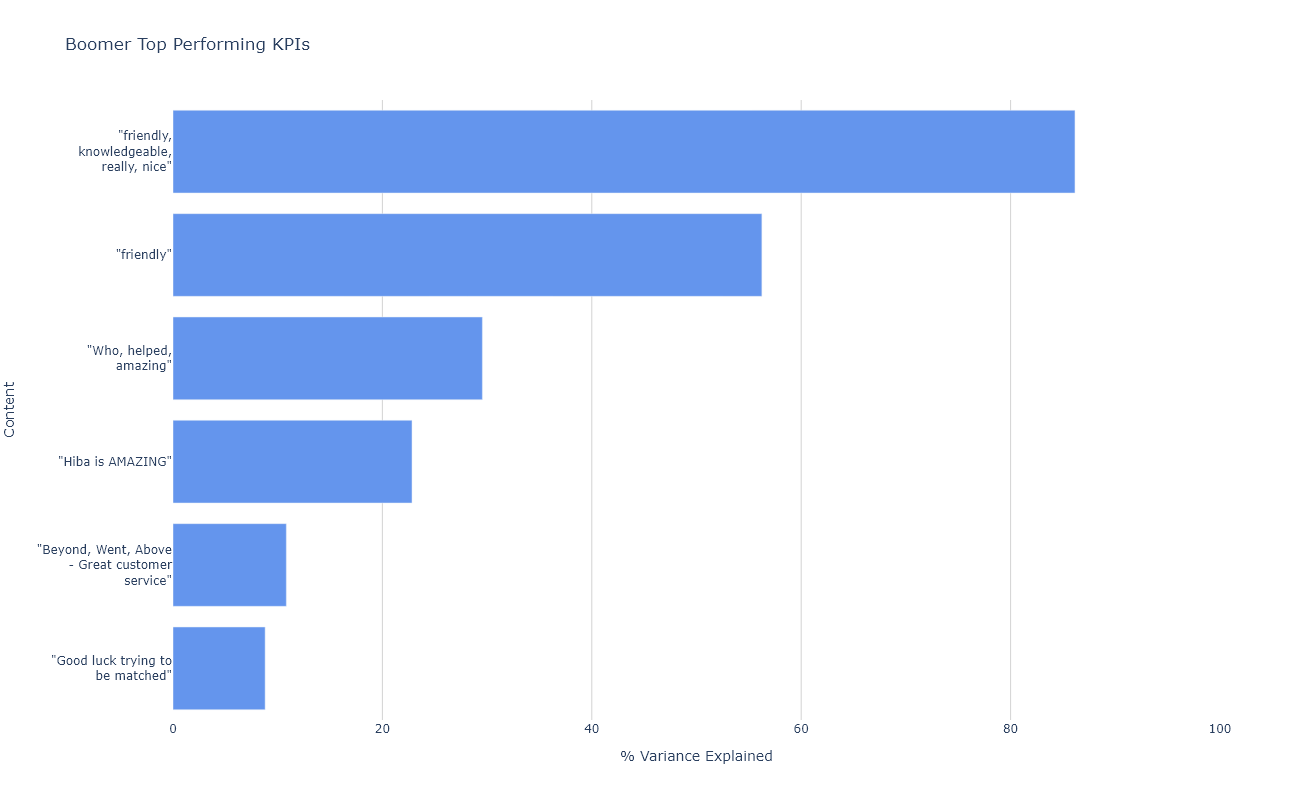 Boomer Top Performing KPIs
"friendly,
knowledgeable,
really, nice"
"friendly"
"Who, helped,
amazing"
"Hiba is AMAZING"
"Beyond, Went, Above
- Great customer
service"
"Good luck trying to
be matched"
Content
0 20 40 60 80 100
% Variance Explained